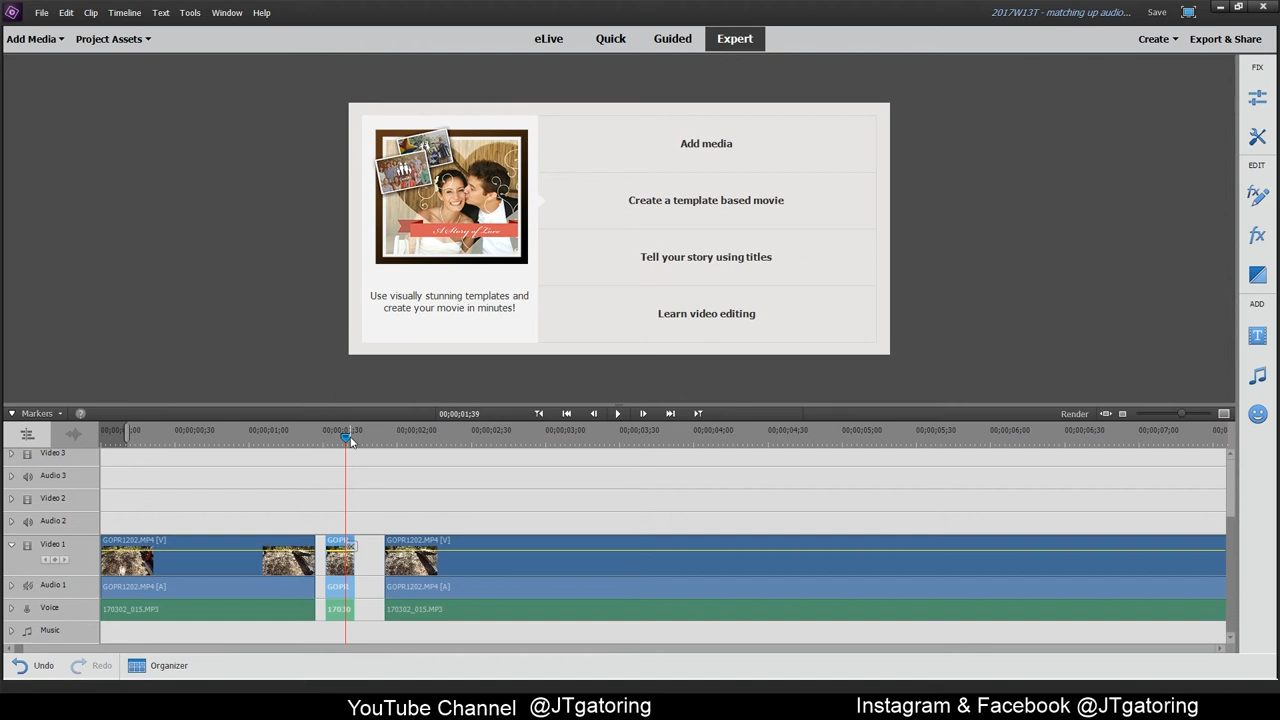 File Edit Clip Timeline Text Tools Window Help
2017W13T - matching up audio... Save
Add Media Project Assets
eLive Quick Guided Expert
Create Export & Share
FIX
EDIT
ADD
A Story of Love
Use visually stunning templates and
create your movie in minutes!
Add media
Create a template based movie
Tell your story using titles
Learn video editing
Markers
00;00;01;39
Render
00;00;00;30 00;00;01;00 00;00;02;00 00;00;02;30 00;00;03;00 00;00;03;30 00;00;04;00 00;00;04;30 00;00;05;00 00;00;05;30 00;00;06;00 00;00;06;30 00;00;07;00
Video 3
Audio 3
Video 2
Audio 2
Video 1
GOPR1202.MP4 [V] GOPR GOPR1202.MP4 [V]
Audio 1
GOPR1202.MP4 [A] GOPR GOPR1202.MP4 [A]
Voice
170302_015.MP3 17030 170302_015.MP3
Music
Undo Redo Organizer
YouTube Channel @JTgatoring
Instagram & Facebook @JTgatoring